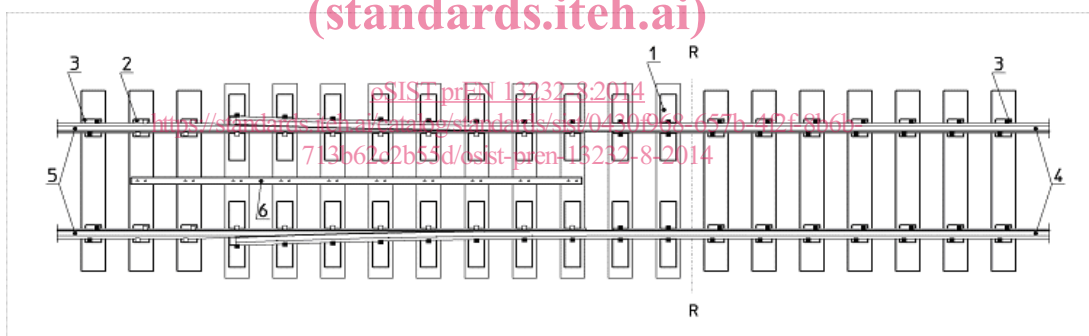 (standards.iteh.ai)
R
1
3
2
3
oSIST prEN 13232-8:2014
https://standards.iteh.ai/catalog/standards/sist/0430f968-657b-4f2f-8b6b-
713b62c2b55d/osist-pren-13232-8-2014
5
4
6
R